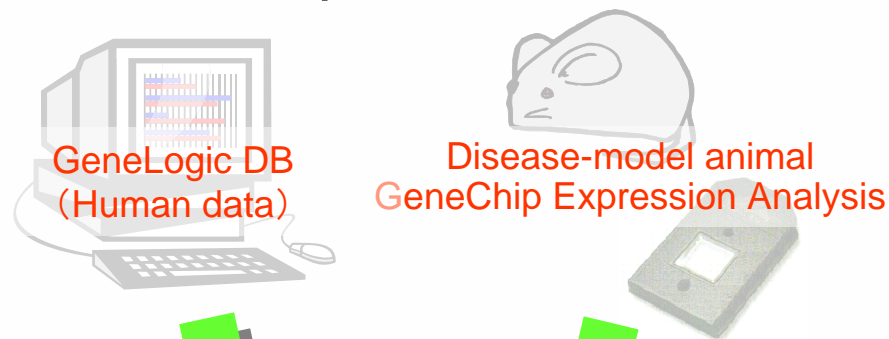 GeneLogic DB
（Human data）
Disease-model animal
GeneChip Expression Analysis